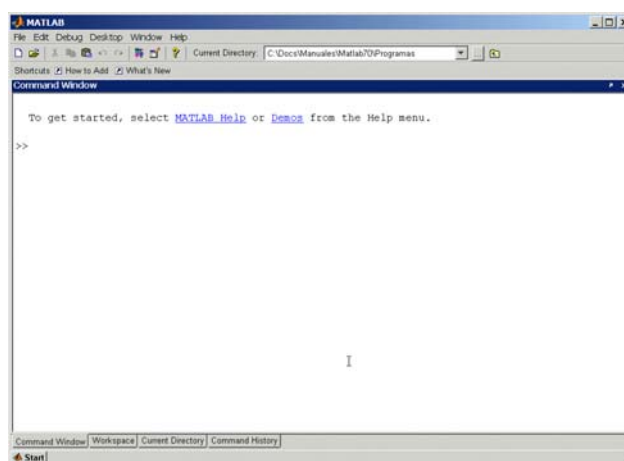 MATLAB
File Edit Debug Desktop Window Help
Current Directory: C:\Docs\Manuales\Matlab70\Programas
Shortcuts How to Add What's New
Command Window
To get started, select MATLAB Help or Demos from the Help menu.
>>
Command Window Workspace Current Directory Command History
Start